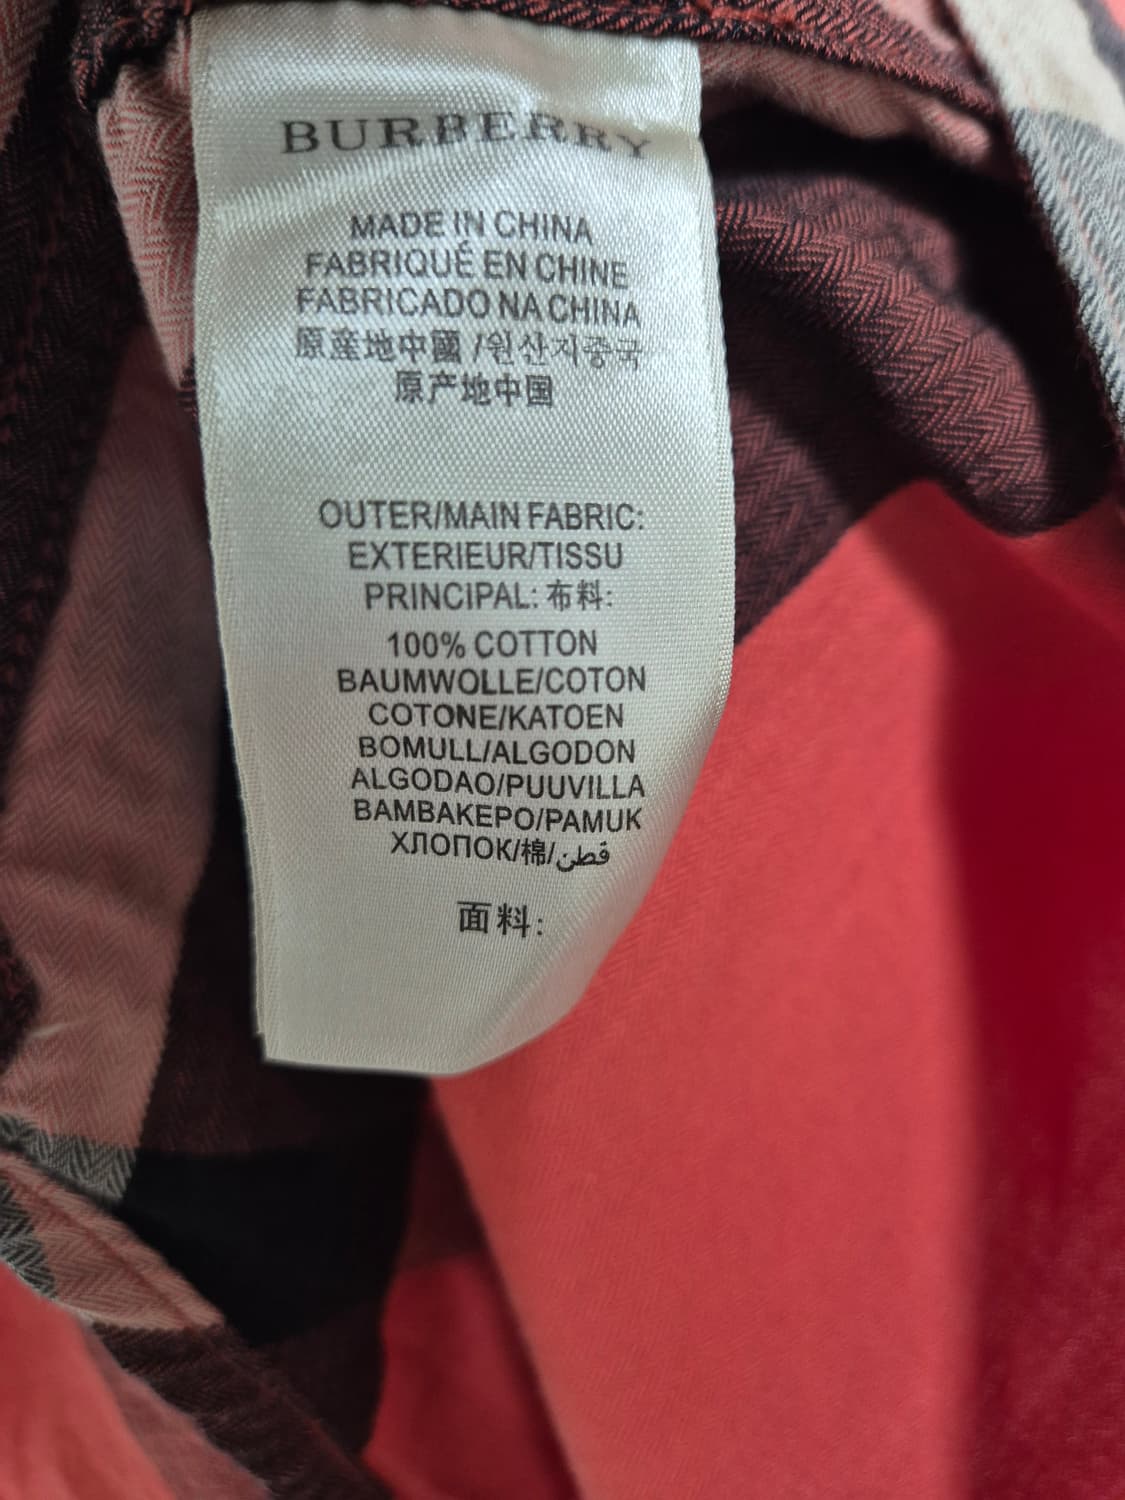 BURBERRY
MADE IN CHINA
FABRIQUÉ EN CHINE
FABRICADO NA CHINA
原産地中國 /원산지중국
原产地中国
OUTER/MAIN FABRIC:
EXTERIEUR/TISSU
PRINCIPAL: 布料:
100% COTTON
BAUMWOLLE/COTON
COTONE/KATOEN
BOMULL/ALGODON
ALGODAO/PUUVILLA
BAMBAKEPO/PAMUK
ХЛОПОК/棉/قطن
面料: